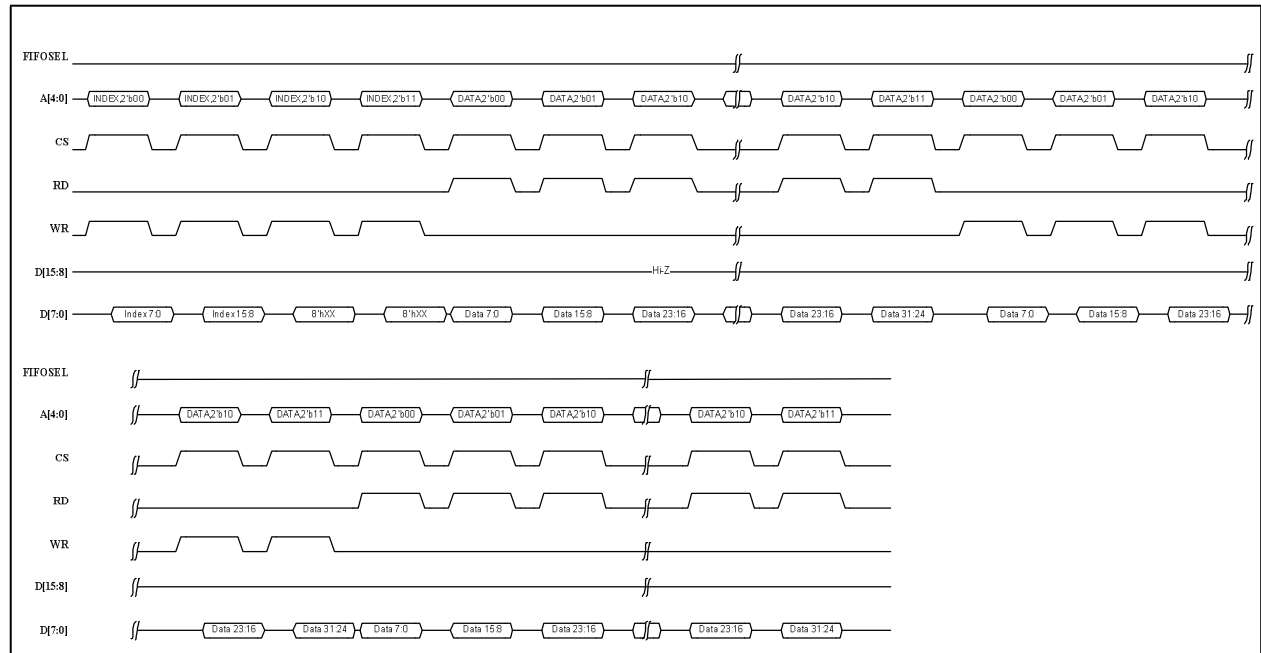 FIFOSEL
A[4:0] INDEX,2'b00 INDEX,2'b01 INDEX,2'b10 INDEX,2'b11 DATA,2'b00 DATA,2'b01 DATA,2'b10 DATA,2'b10 DATA,2'b11 DATA,2'b00 DATA,2'b01 DATA,2'b10
CS
RD
WR
D[15:8] Hi-Z
D[7:0] Index 7:0 Index 15:8 8'hXX 8'hXX Data 7:0 Data 15:8 Data 23:16 Data 23:16 Data 31:24 Data 7:0 Data 15:8 Data 23:16
FIFOSEL
A[4:0] DATA,2'b10 DATA,2'b11 DATA,2'b00 DATA,2'b01 DATA,2'b10 DATA,2'b10 DATA,2'b11
CS
RD
WR
D[15:8]
D[7:0] Data 23:16 Data 31:24 Data 7:0 Data 15:8 Data 23:16 Data 23:16 Data 31:24